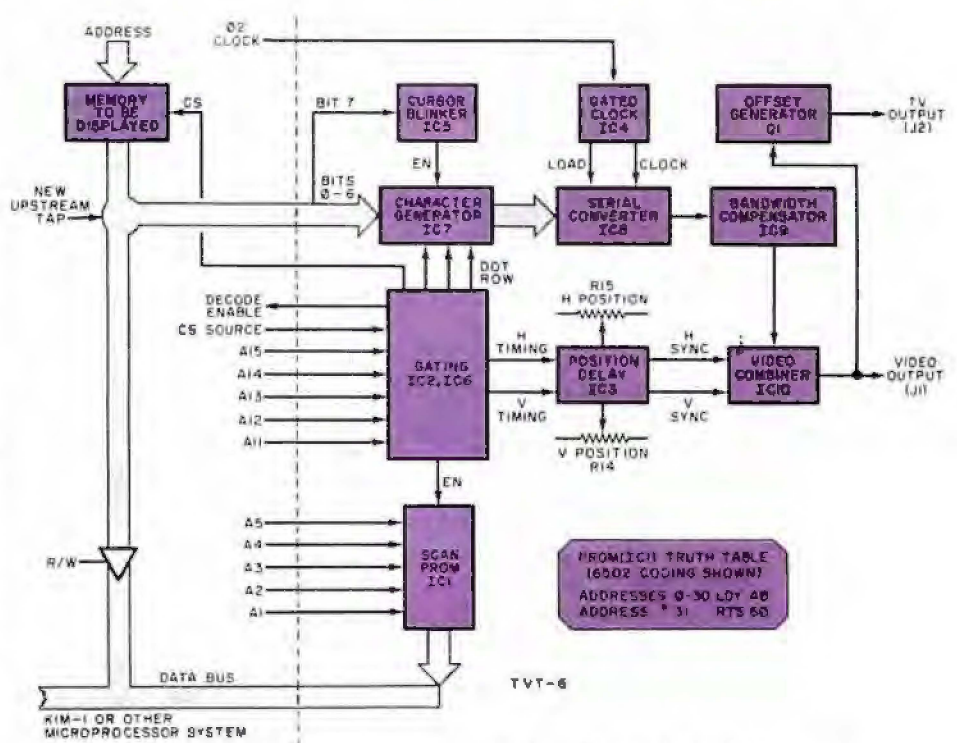 ADDRESS
Ø2
CLOCK
MEMORY
TO BE
DISPLAYED
CS
BIT 7
CURSOR
BLINKER
IC5
GATED
CLOCK
IC4
OFFSET
GENERATOR
Q1
TV
OUTPUT
(J2)
EN
LOAD
CLOCK
NEW
UPSTREAM
TAP
BITS
0-6
CHARACTER
GENERATOR
IC7
SERIAL
CONVERTER
IC8
BANDWIDTH
COMPENSATOR
IC9
DOT
ROW
DECODE
ENABLE
CS SOURCE
A15
A14
A13
A12
A11
GATING
IC2, IC6
R15
H POSITION
H
TIMING
V
TIMING
POSITION
DELAY
IC3
H
SYNC
V
SYNC
VIDEO
COMBINER
IC10
VIDEO
OUTPUT
(J1)
V POSITION
R14
EN
A5
A4
A3
A2
A1
SCAN
PROM
IC1
R/W
PROM(IC1) TRUTH TABLE
(6502 CODING SHOWN)
ADDRESSES 0-30 LDY A0
ADDRESS # 31 RTS 60
DATA BUS
TVT-6
KIM-1 OR OTHER
MICROPROCESSOR SYSTEM